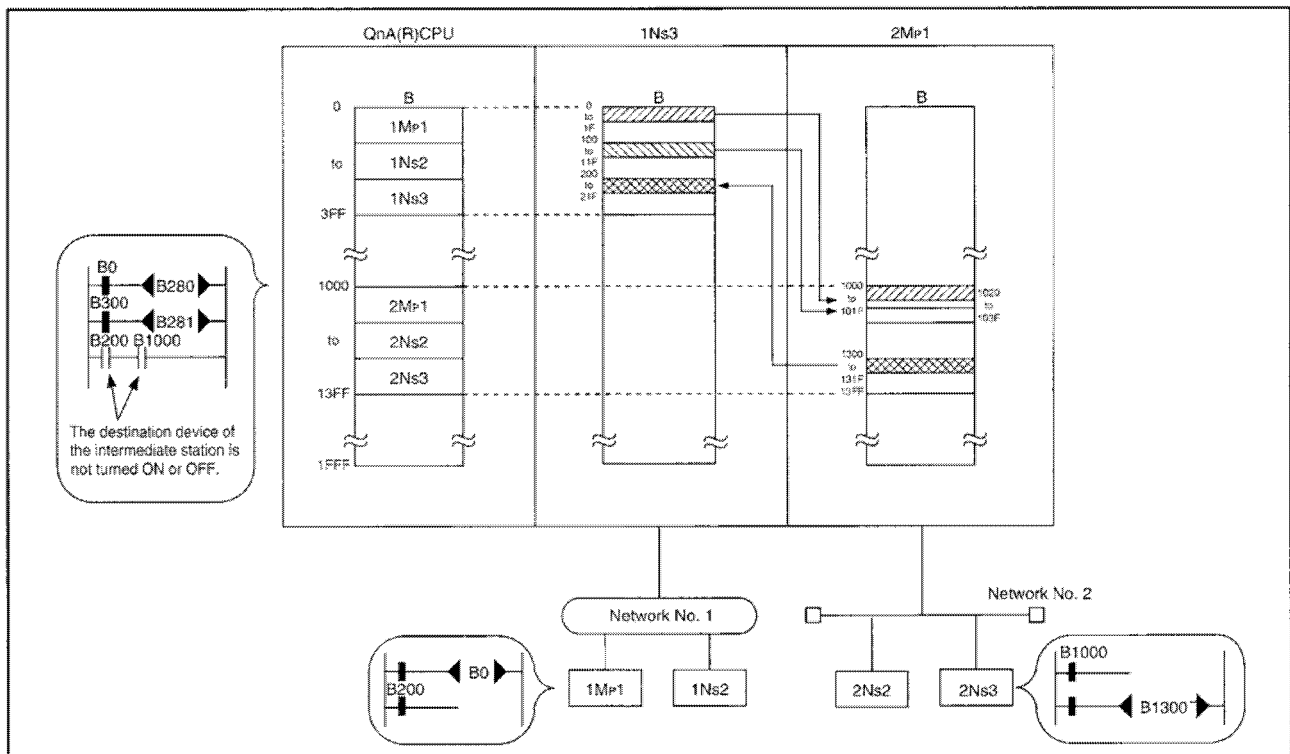 QnA(R)CPU
1Ns3
2MP1
B
B
B
0
to
3FF
1000
to
13FF
1FFF
1MP1
1Ns2
1Ns3
2MP1
2Ns2
2Ns3
0
to
1F
100
to
11F
200
to
21F
1000
to
101F
1020
to
103F
1300
to
131F
13FF
B0
B280
B300
B281
B200 B1000
The destination device of
the intermediate station is
not turned ON or OFF.
Network No. 1
Network No. 2
B0
B200
1MP1
1Ns2
2Ns2
2Ns3
B1000
B1300